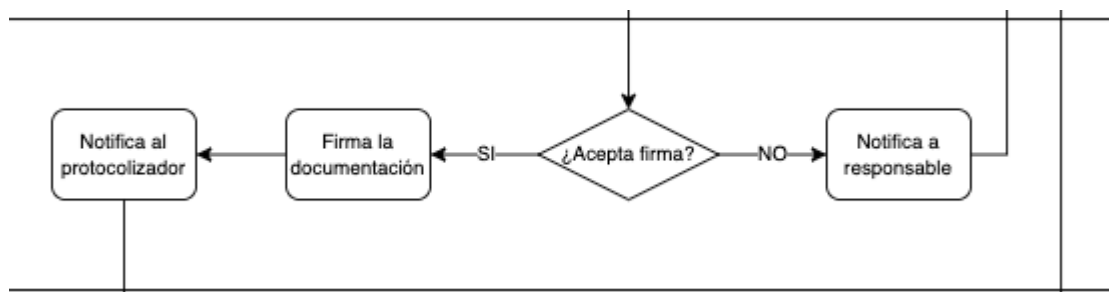 Notifica al
protocolizador
Firma la
documentación
SI
¿Acepta firma?
NO
Notifica a
responsable